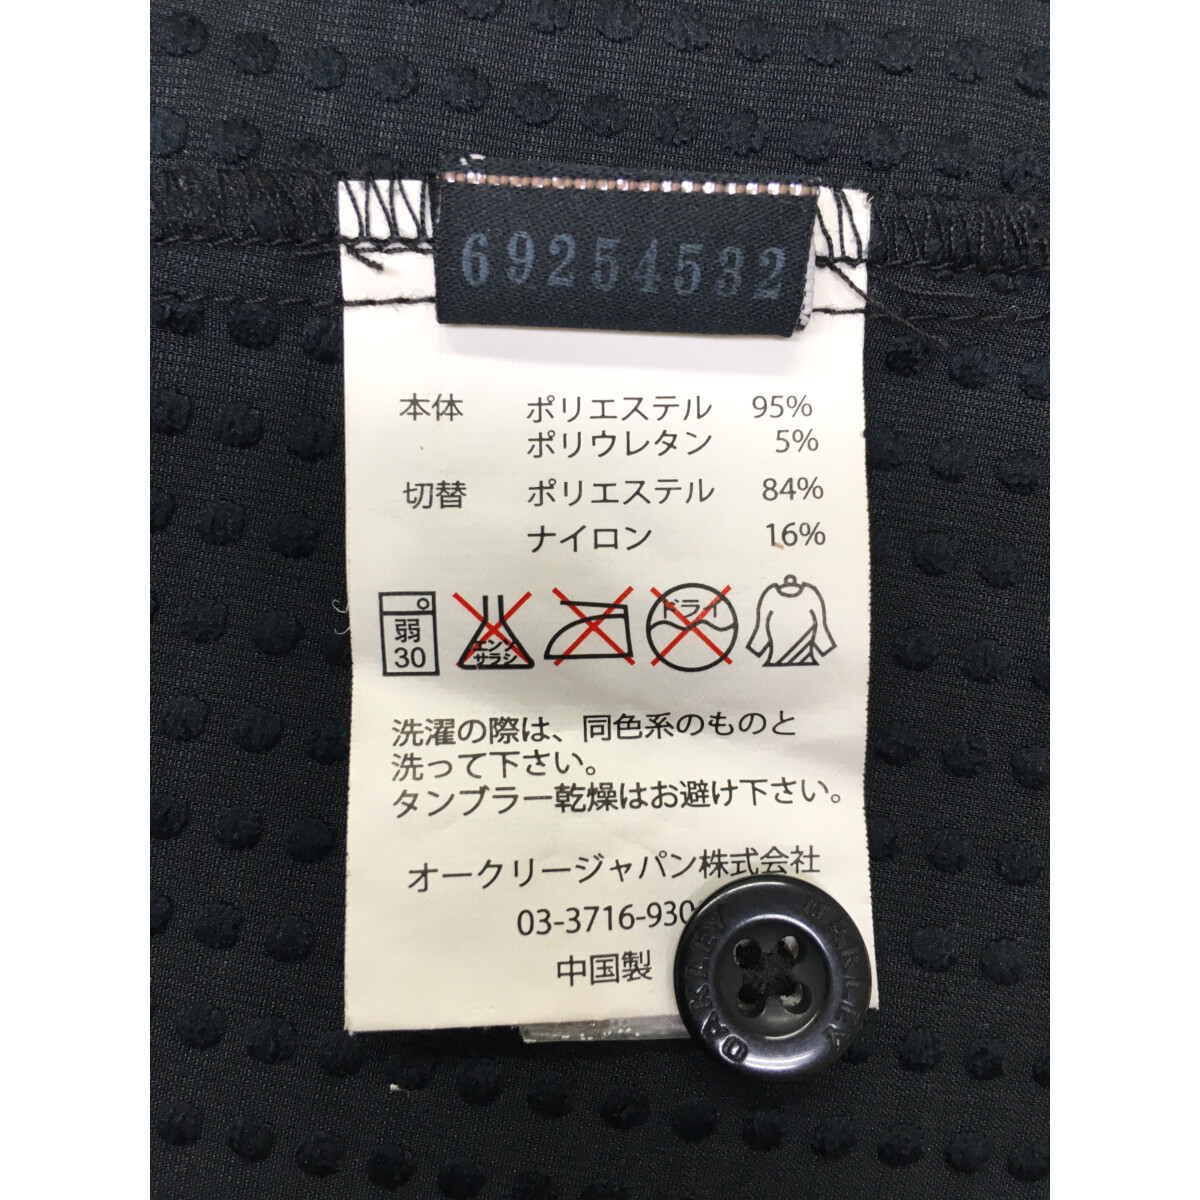 69254532
本体 ポリエステル 95%
ポリウレタン 5%
切替 ポリエステル 84%
ナイロン 16%
弱
30
エンソ
サラシ
ドライ
洗濯の際は、同色系のものと
洗って下さい。
タンブラー乾燥はお避け下さい。
オークリージャパン株式会社
03-3716-930
中国製
OAKLEY
OAKLEY